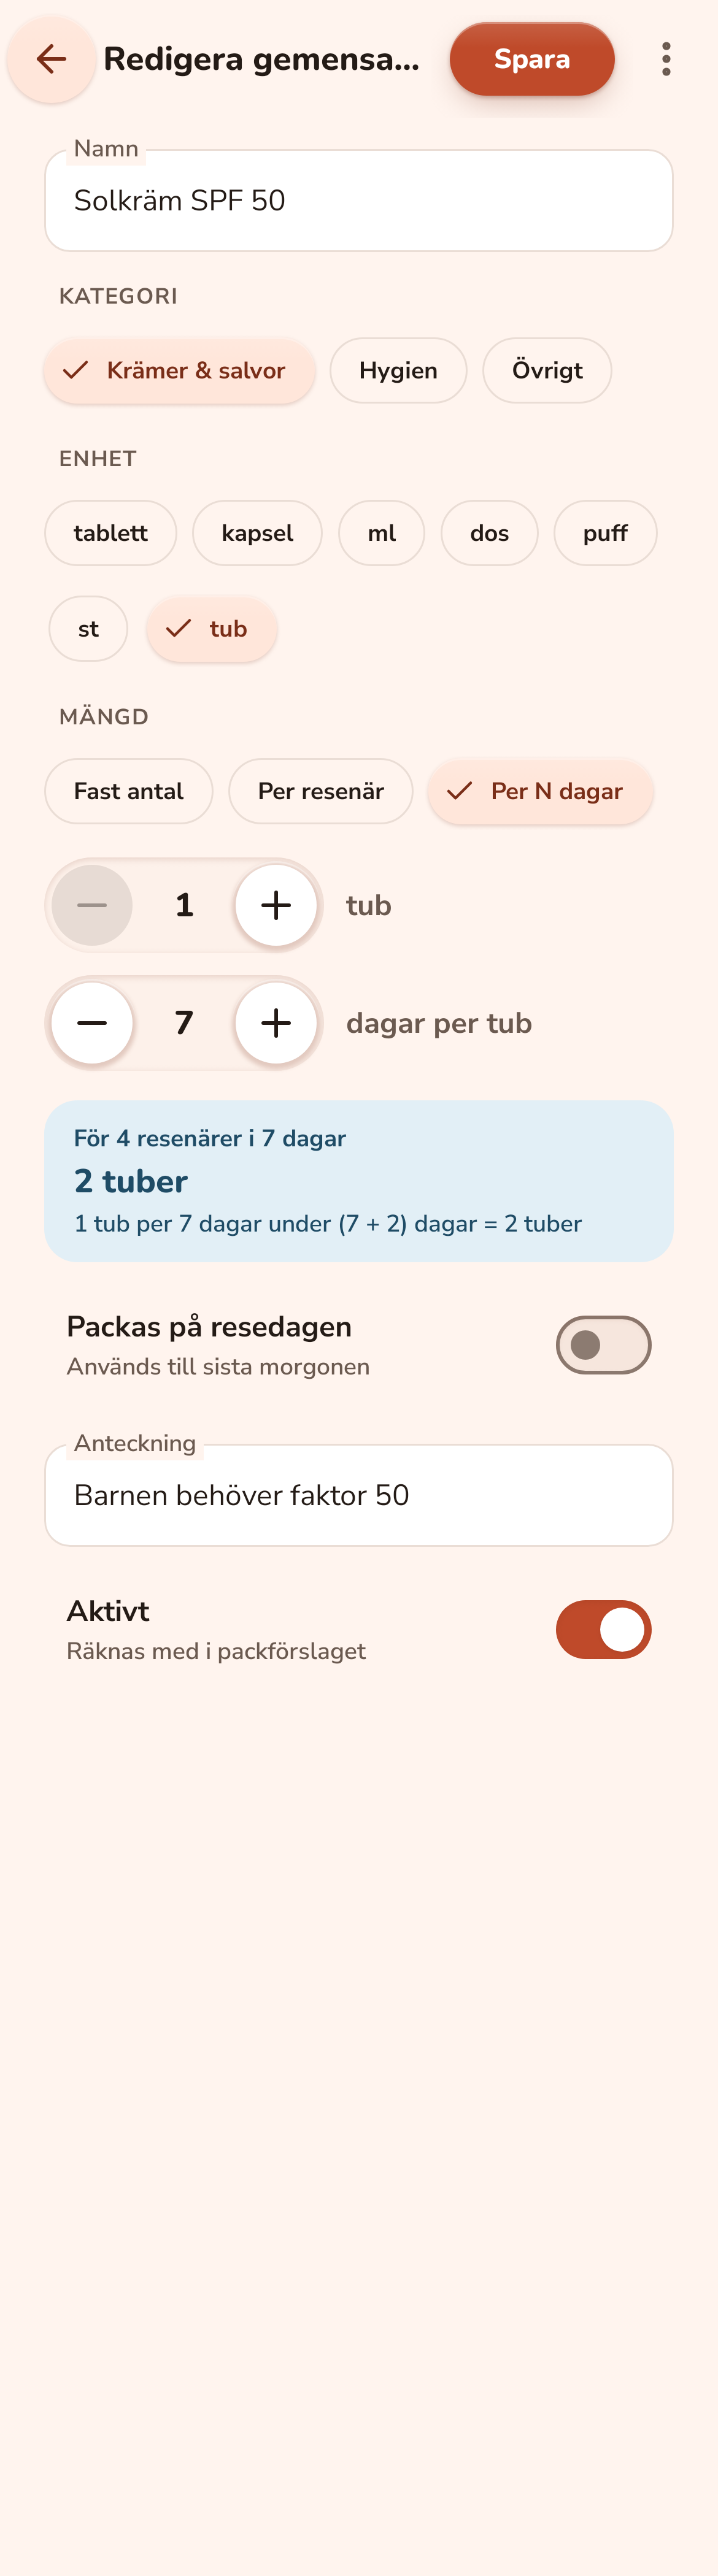 Redigera gemensa...
Spara
Namn
Solkräm SPF 50
KATEGORI
Krämer & salvor
Hygien
Övrigt
ENHET
tablett
kapsel
ml
dos
puff
st
tub
MÄNGD
Fast antal
Per resenär
Per N dagar
1
tub
7
dagar per tub
För 4 resenärer i 7 dagar
2 tuber
1 tub per 7 dagar under (7 + 2) dagar = 2 tuber
Packas på resedagen
Används till sista morgonen
Anteckning
Barnen behöver faktor 50
Aktivt
Räknas med i packförslaget